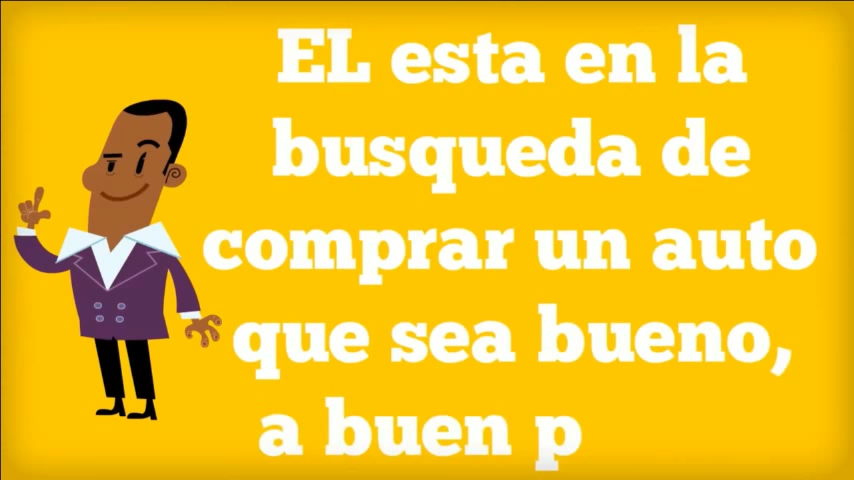 EL esta en la
busqueda de
comprar un auto
que sea bueno,
a buen p